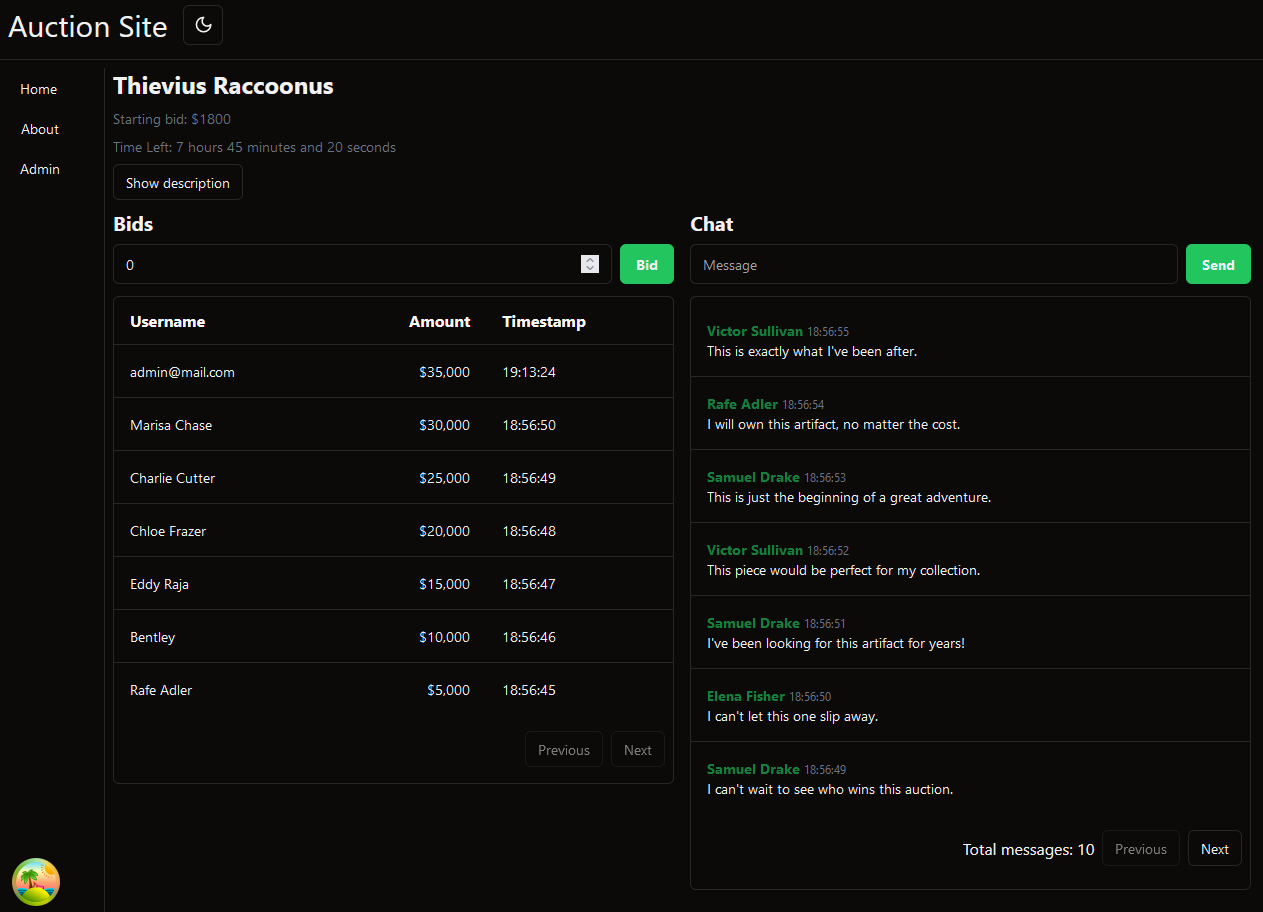 Auction Site
Home
About
Admin
Thievius Raccoonus
Starting bid: $1800
Time Left: 7 hours 45 minutes and 20 seconds
Show description
Bids
0
Bid
Username Amount Timestamp
admin@mail.com $35,000 19:13:24
Marisa Chase $30,000 18:56:50
Charlie Cutter $25,000 18:56:49
Chloe Frazer $20,000 18:56:48
Eddy Raja $15,000 18:56:47
Bentley $10,000 18:56:46
Rafe Adler $5,000 18:56:45
Previous Next
Chat
Message
Send
Victor Sullivan 18:56:55
This is exactly what I've been after.
Rafe Adler 18:56:54
I will own this artifact, no matter the cost.
Samuel Drake 18:56:53
This is just the beginning of a great adventure.
Victor Sullivan 18:56:52
This piece would be perfect for my collection.
Samuel Drake 18:56:51
I've been looking for this artifact for years!
Elena Fisher 18:56:50
I can't let this one slip away.
Samuel Drake 18:56:49
I can't wait to see who wins this auction.
Total messages: 10 Previous Next